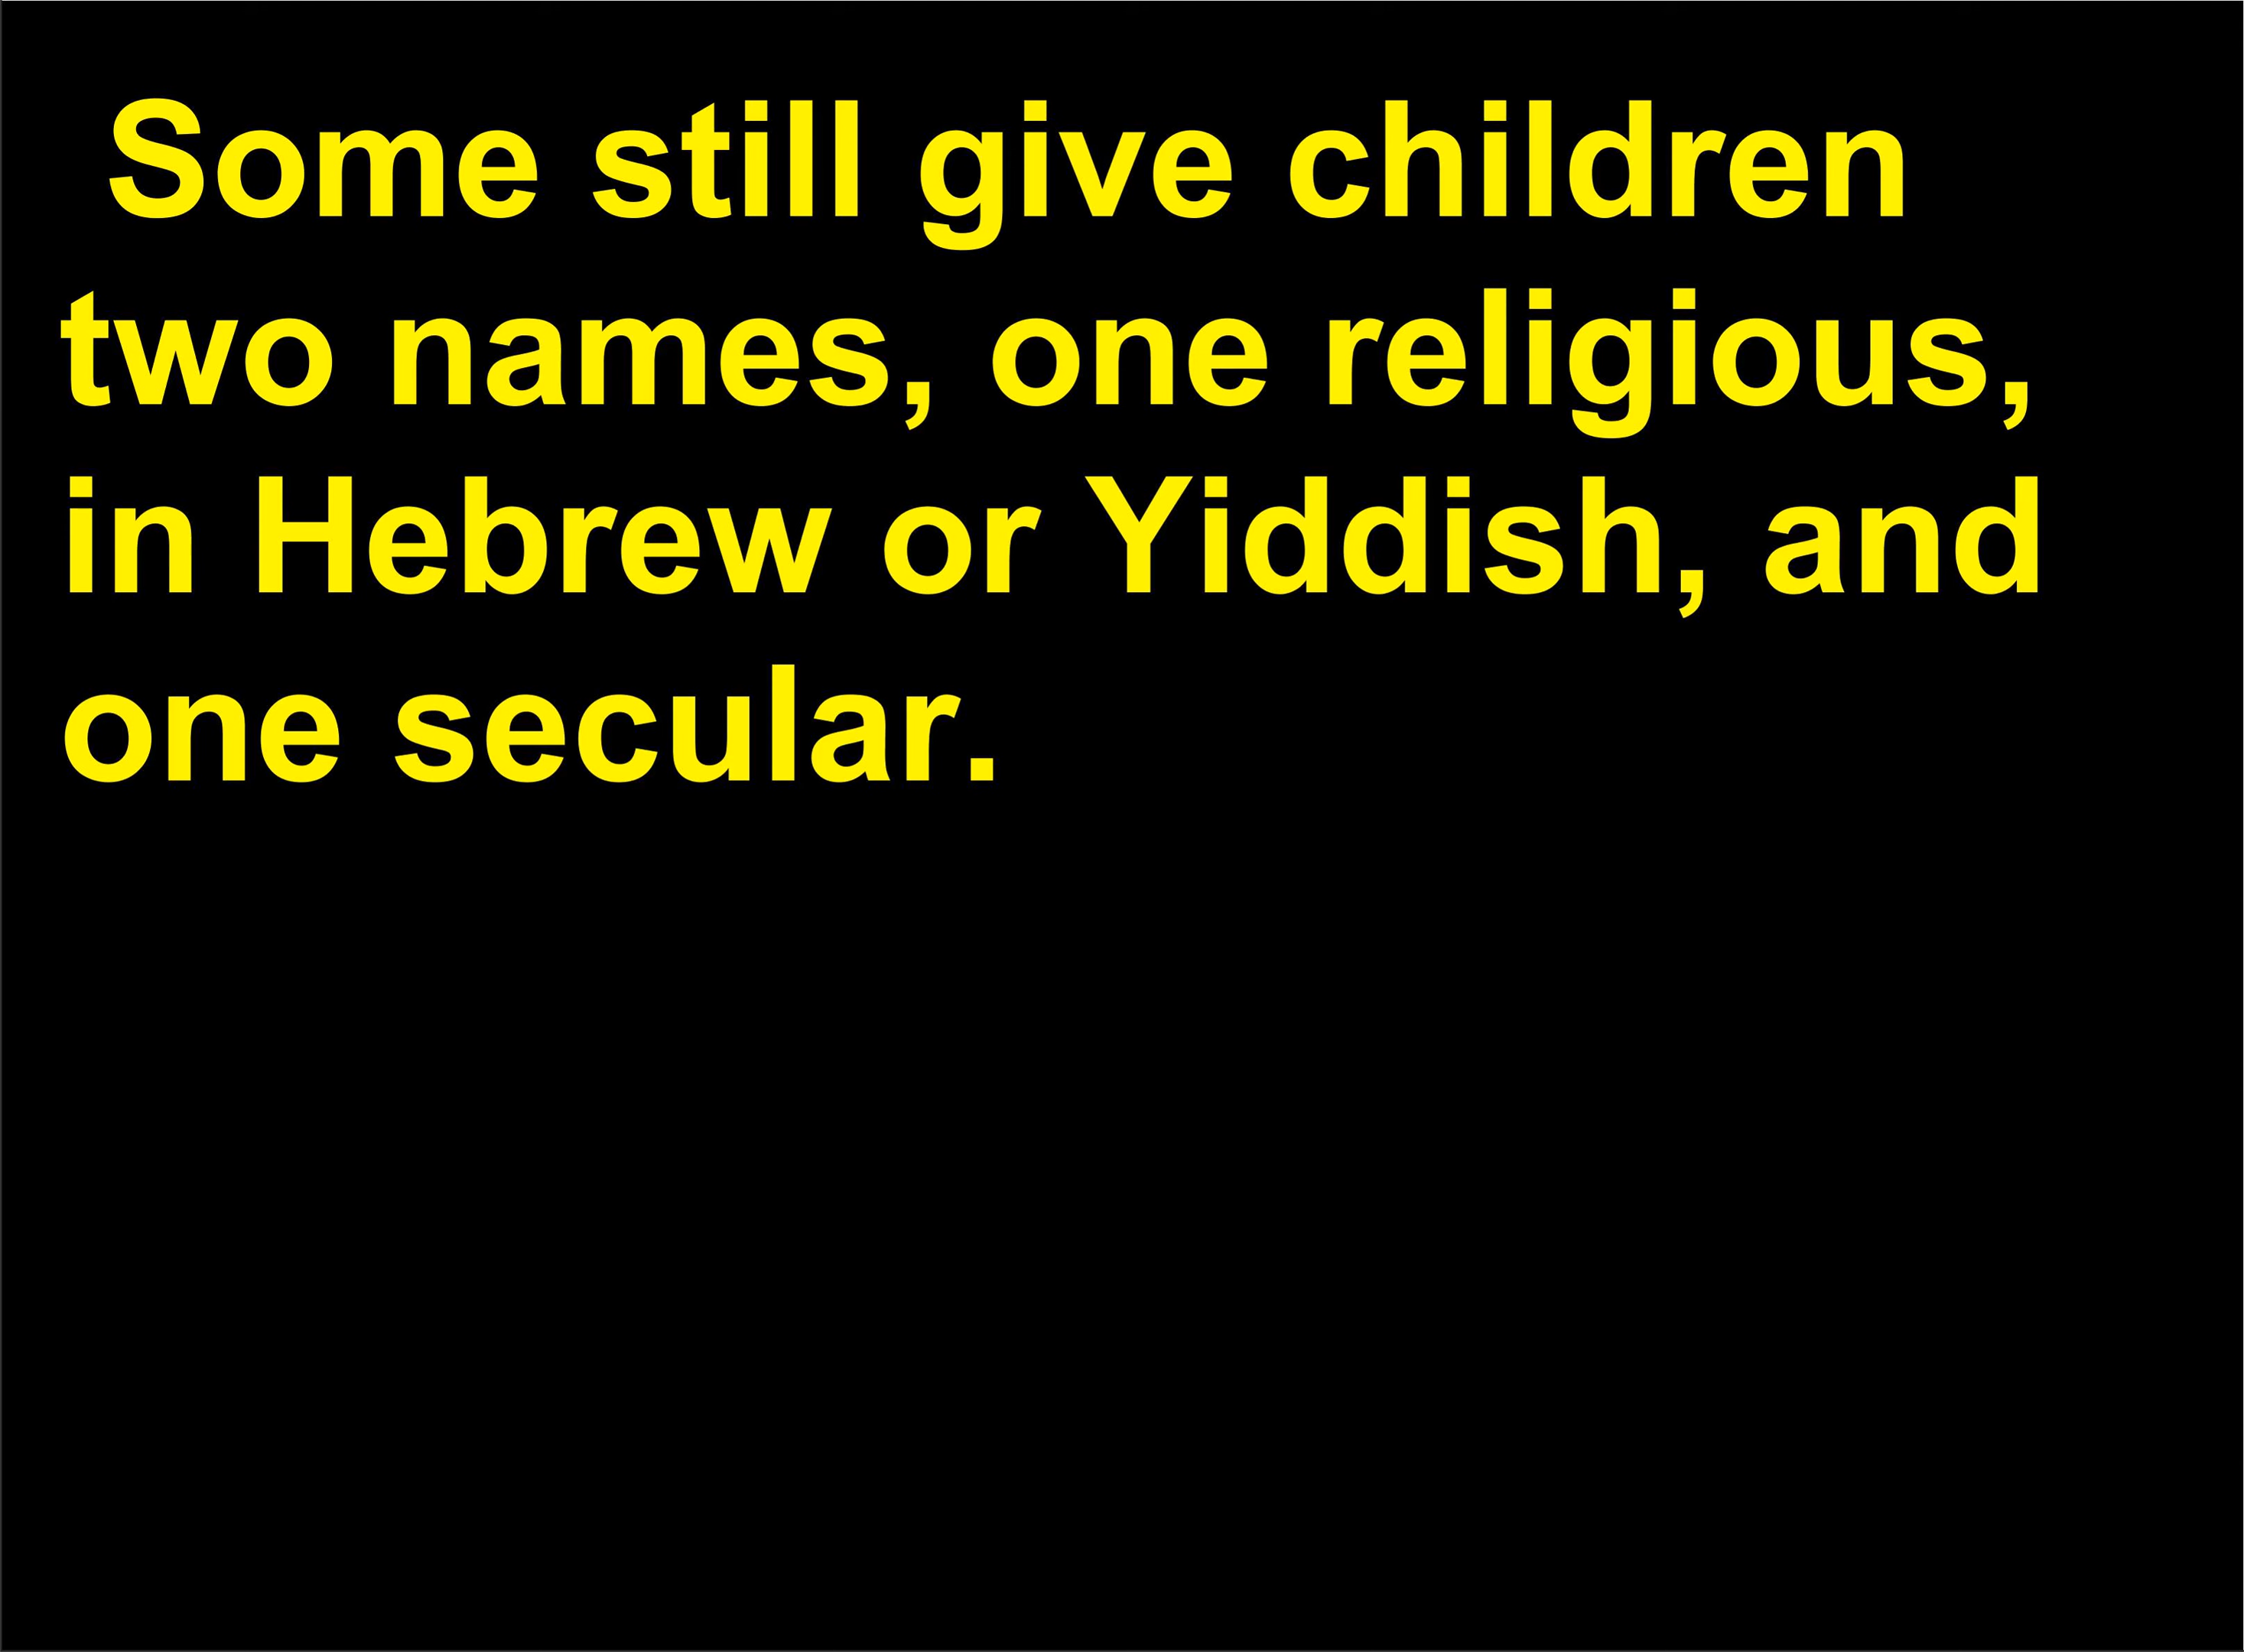 Some still give children
two names, one religious,
in Hebrew or Yiddish, and
one secular.